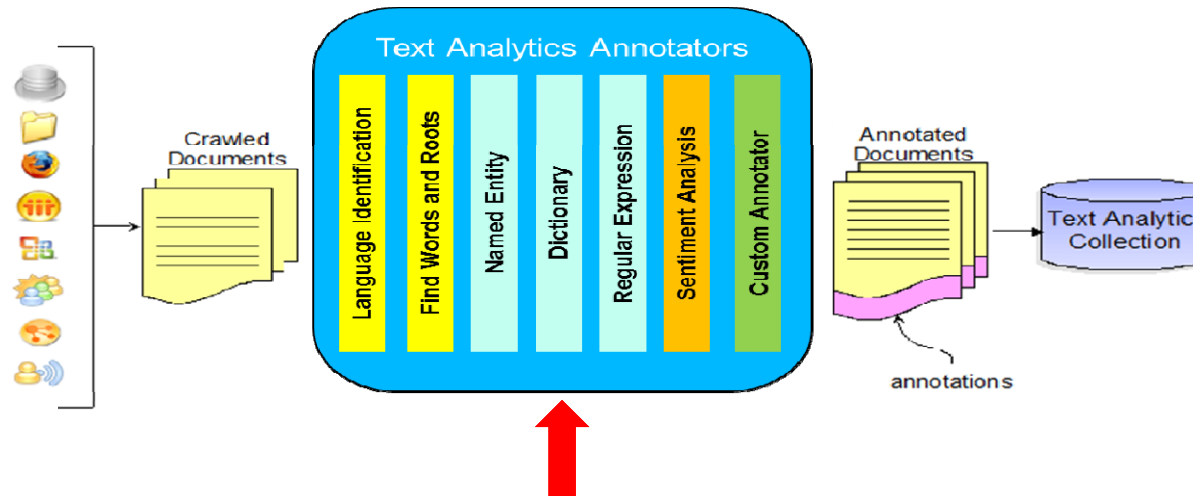 Text Analytics Annotators
Crawled
Documents
Language Identification
Find Words and Roots
Named Entity
Dictionary
Regular Expression
Sentiment Analysis
Custom Annotator
Annotated
Documents
annotations
Text Analytic
Collection